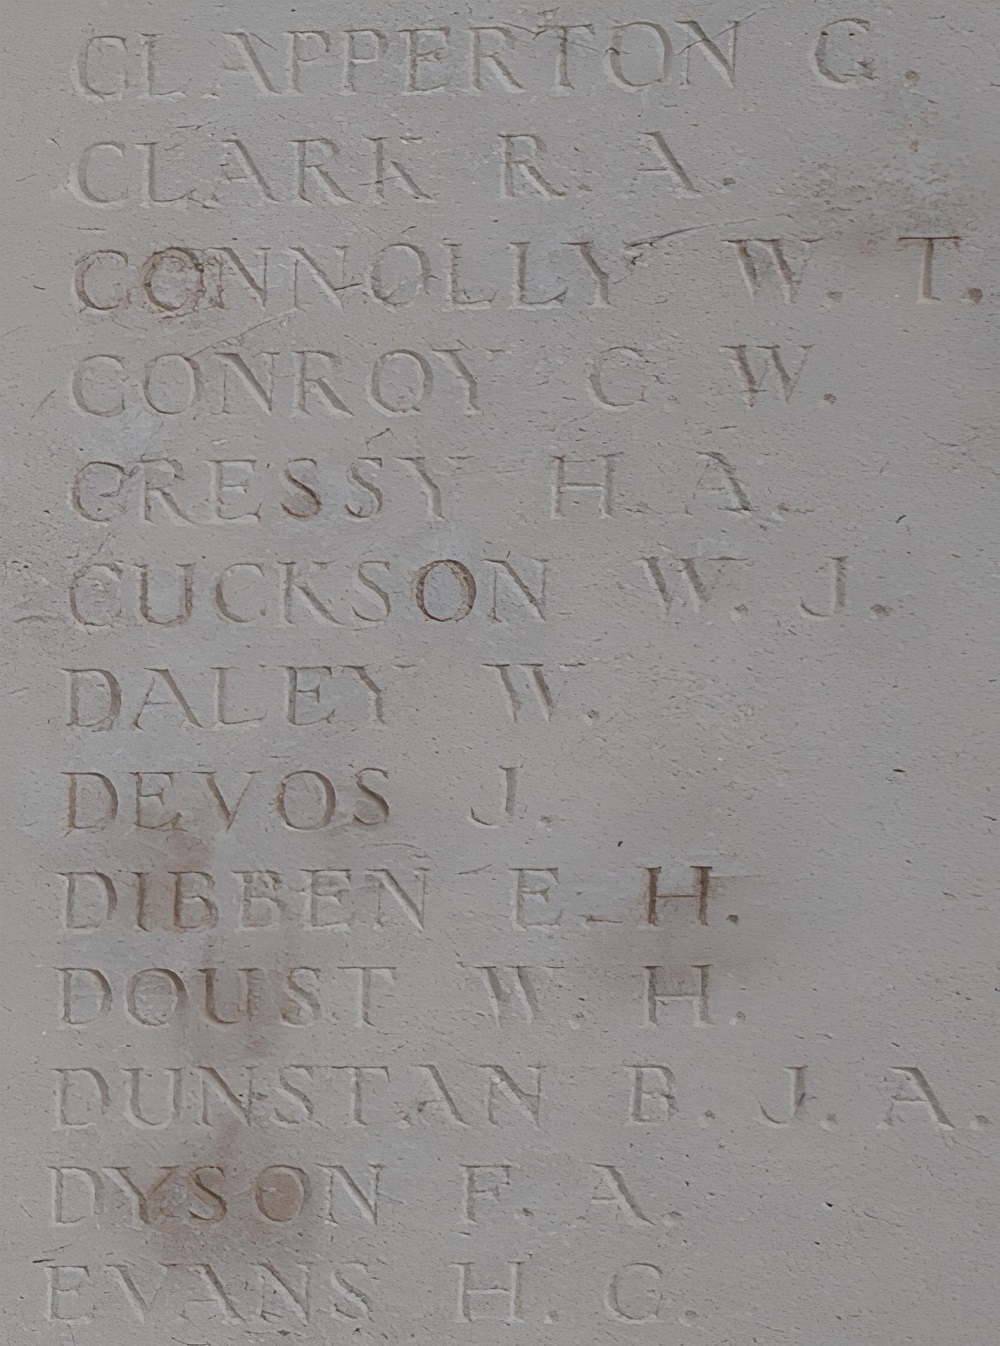 CLAPPERTON G.
CLARK R. A.
CONNOLLY W. T.
CONROY C. W.
CRESSY H. A.
CUCKSON W. J.
DALEY W.
DEVOS J.
DIBBEN E. H.
DOUST W. H.
DUNSTAN B. J. A.
DYSON F. A.
EVANS H. G.